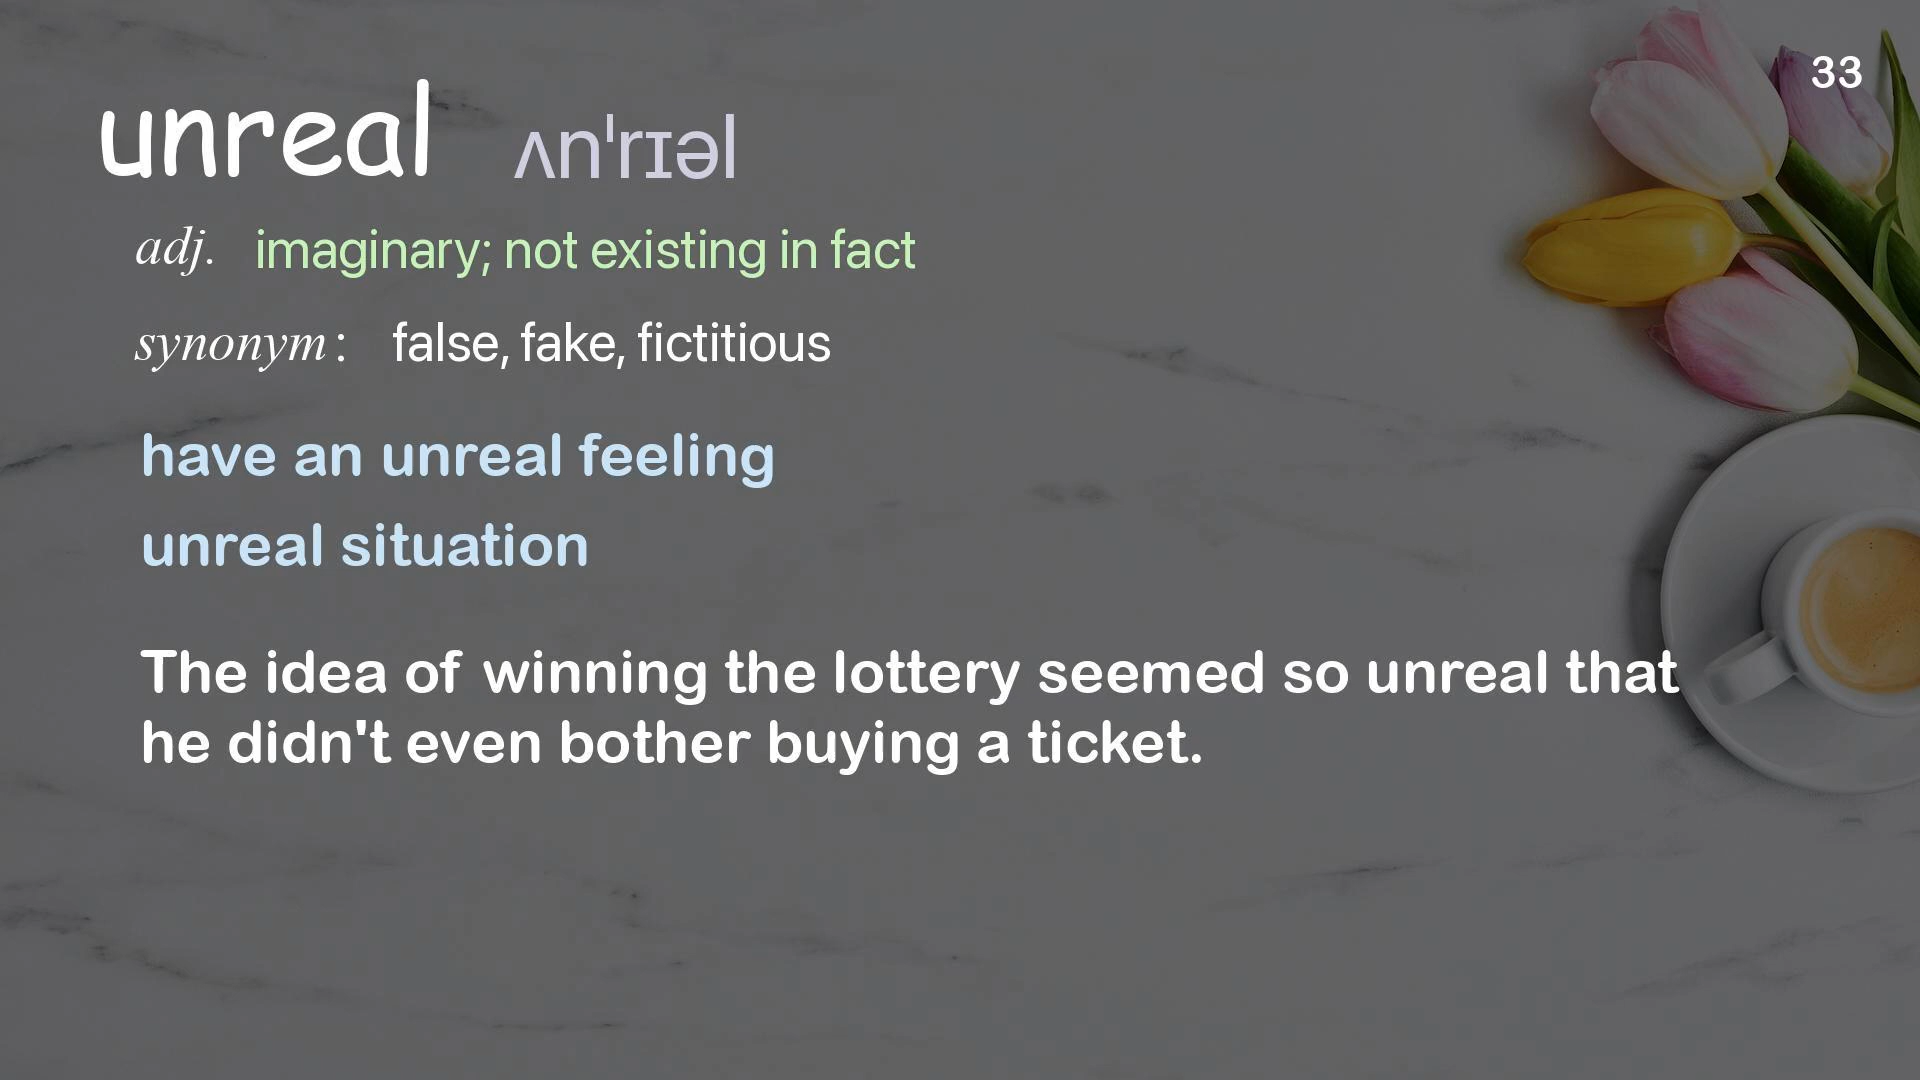 33
unreal ʌnˈrɪəl
adj. imaginary; not existing in fact
synonym: false, fake, fictitious
have an unreal feeling
unreal situation
The idea of winning the lottery seemed so unreal that
he didn't even bother buying a ticket.